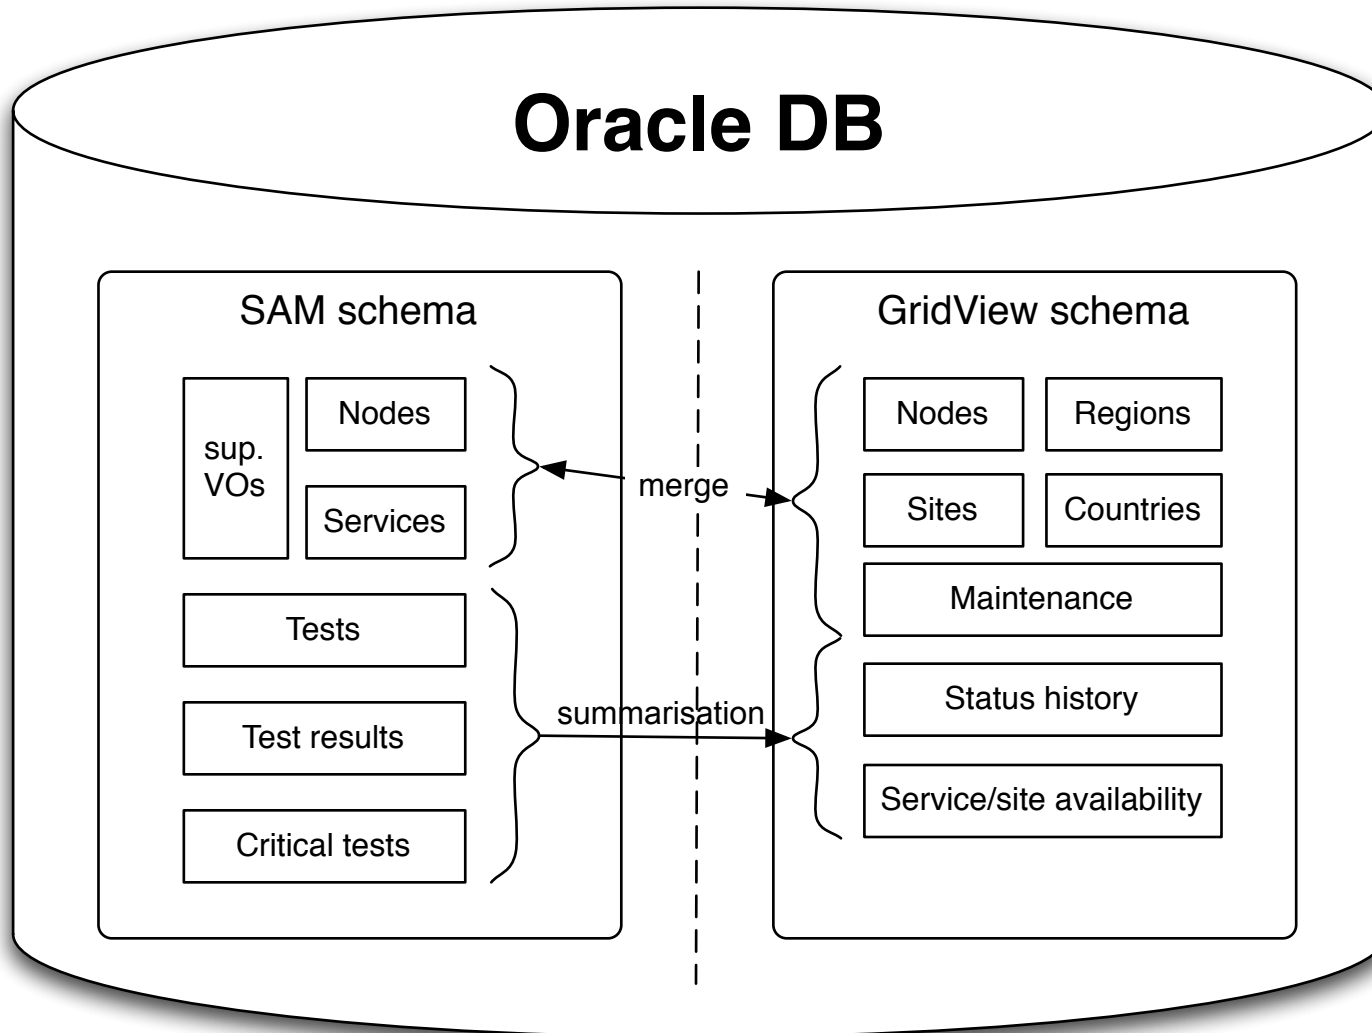 Oracle DB
SAM schema
sup.
VOs
Nodes
Services
Tests
Test results
Critical tests
merge
summarisation
GridView schema
Nodes
Regions
Sites
Countries
Maintenance
Status history
Service/site availability